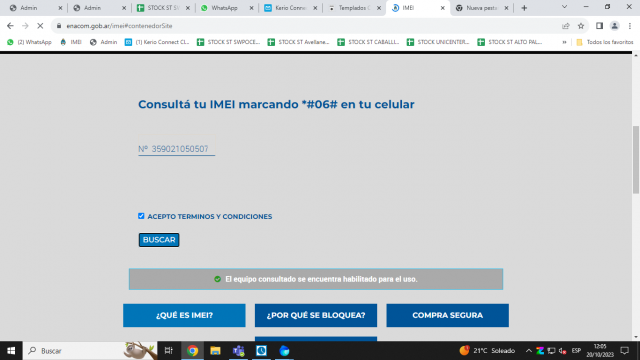 Admin
Admin
STOCK ST S
WhatsApp
Kerio Conne
Templados (
IMEI
Nueva pesta
enacom.gob.ar/imei#contenedorSite
(2) WhatsApp
IMEI
Admin
(1) Kerio Connect Cl...
STOCK ST SWPOCE...
STOCK ST Avellane...
STOCK ST CABALLI...
STOCK UNICENTER...
STOCK ST ALTO PAL...
»
Todos los favoritos
Consultá tu IMEI marcando *#06# en tu celular
Nº 359021050507
ACEPTO TERMINOS Y CONDICIONES
BUSCAR
El equipo consultado se encuentra habilitado para el uso.
¿QUÉ ES IMEI?
¿POR QUÉ SE BLOQUEA?
COMPRA SEGURA
Buscar
21°C Soleado
ESP
12:05
20/10/2023